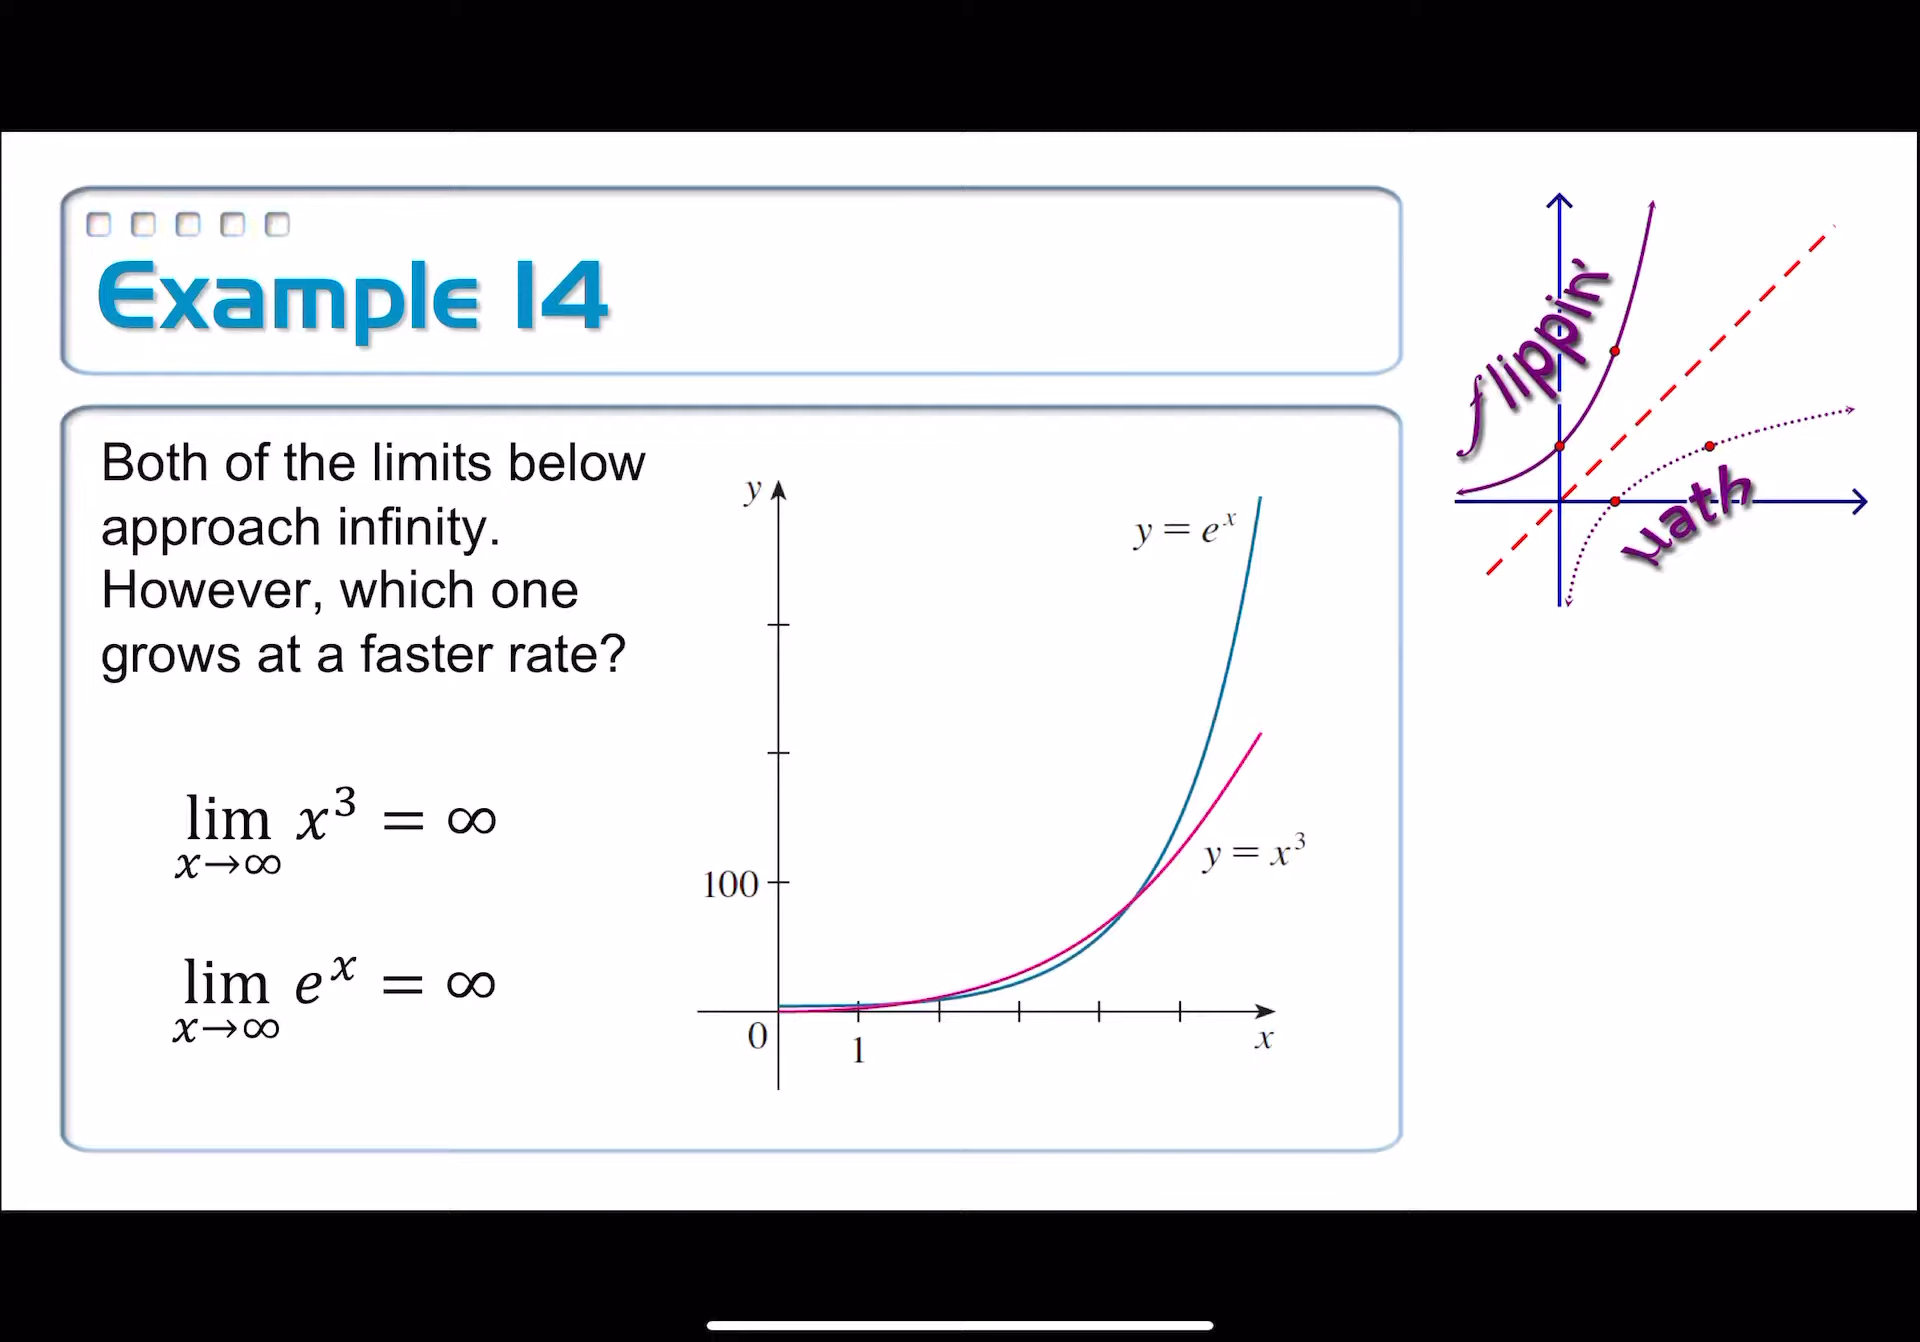 Example 14
flippin'
math
Both of the limits below
approach infinity.
However, which one
grows at a faster rate?
lim x→∞ x³ = ∞
lim x→∞ eˣ = ∞
y
y = eˣ
y = x³
100
0
1
x